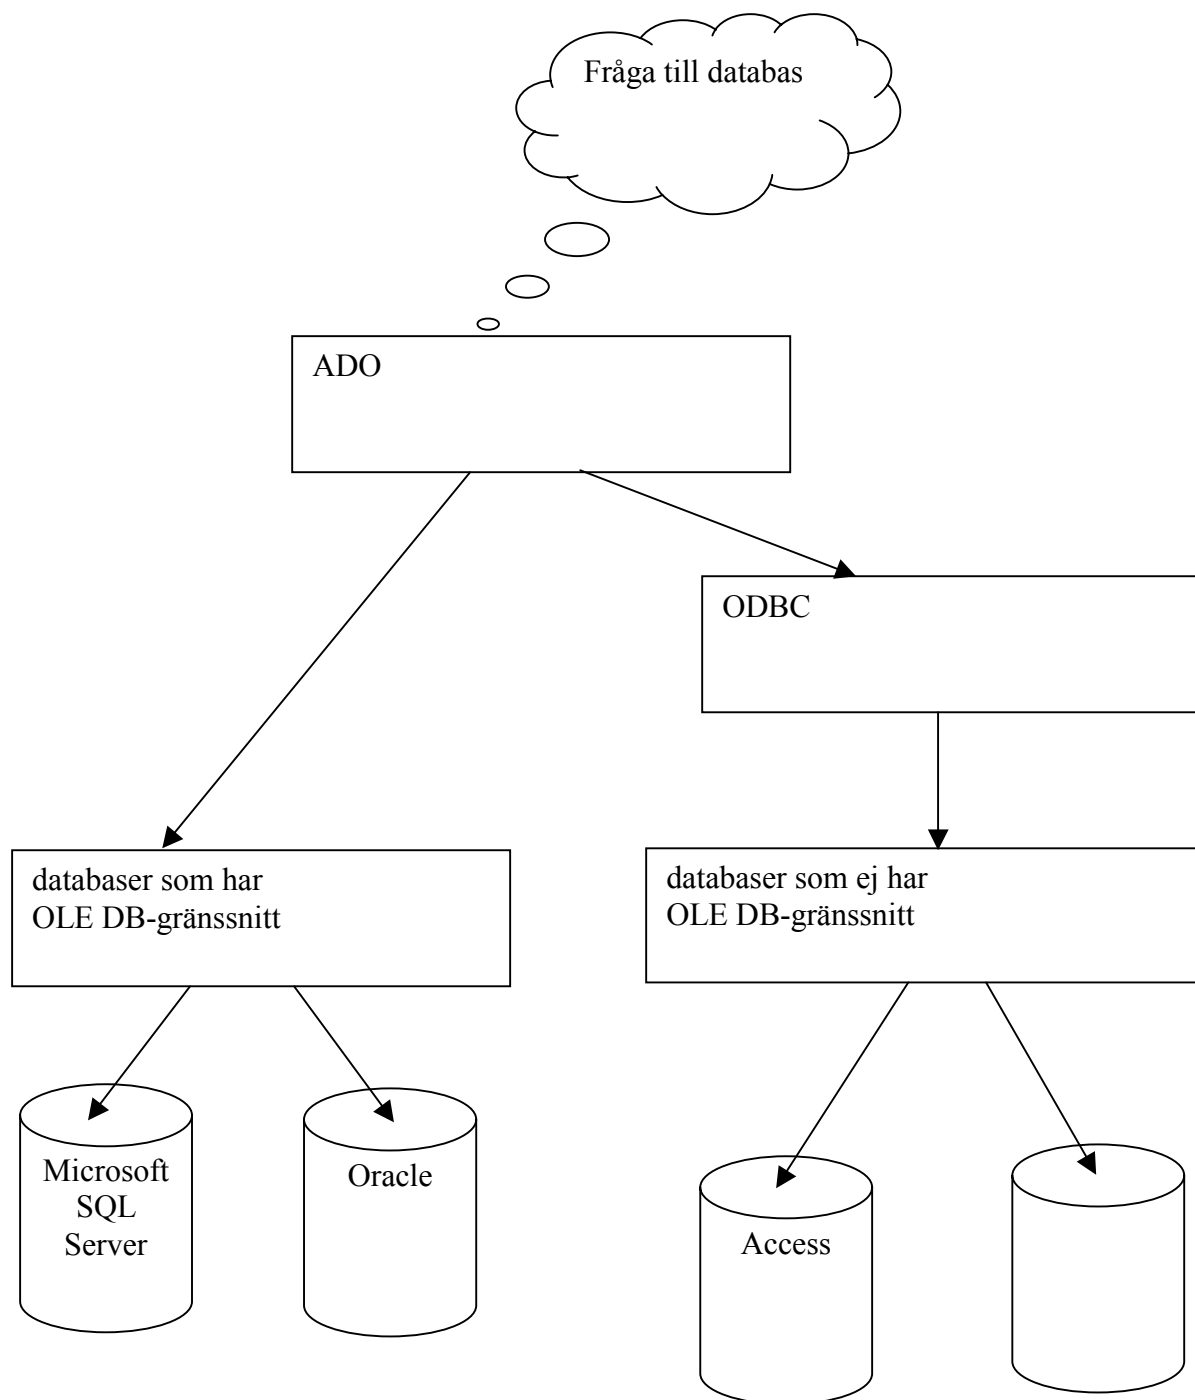 Fråga till databas
ADO
ODBC
databaser som har
OLE DB-gränssnitt
databaser som ej har
OLE DB-gränssnitt
Microsoft
SQL
Server
Oracle
Access